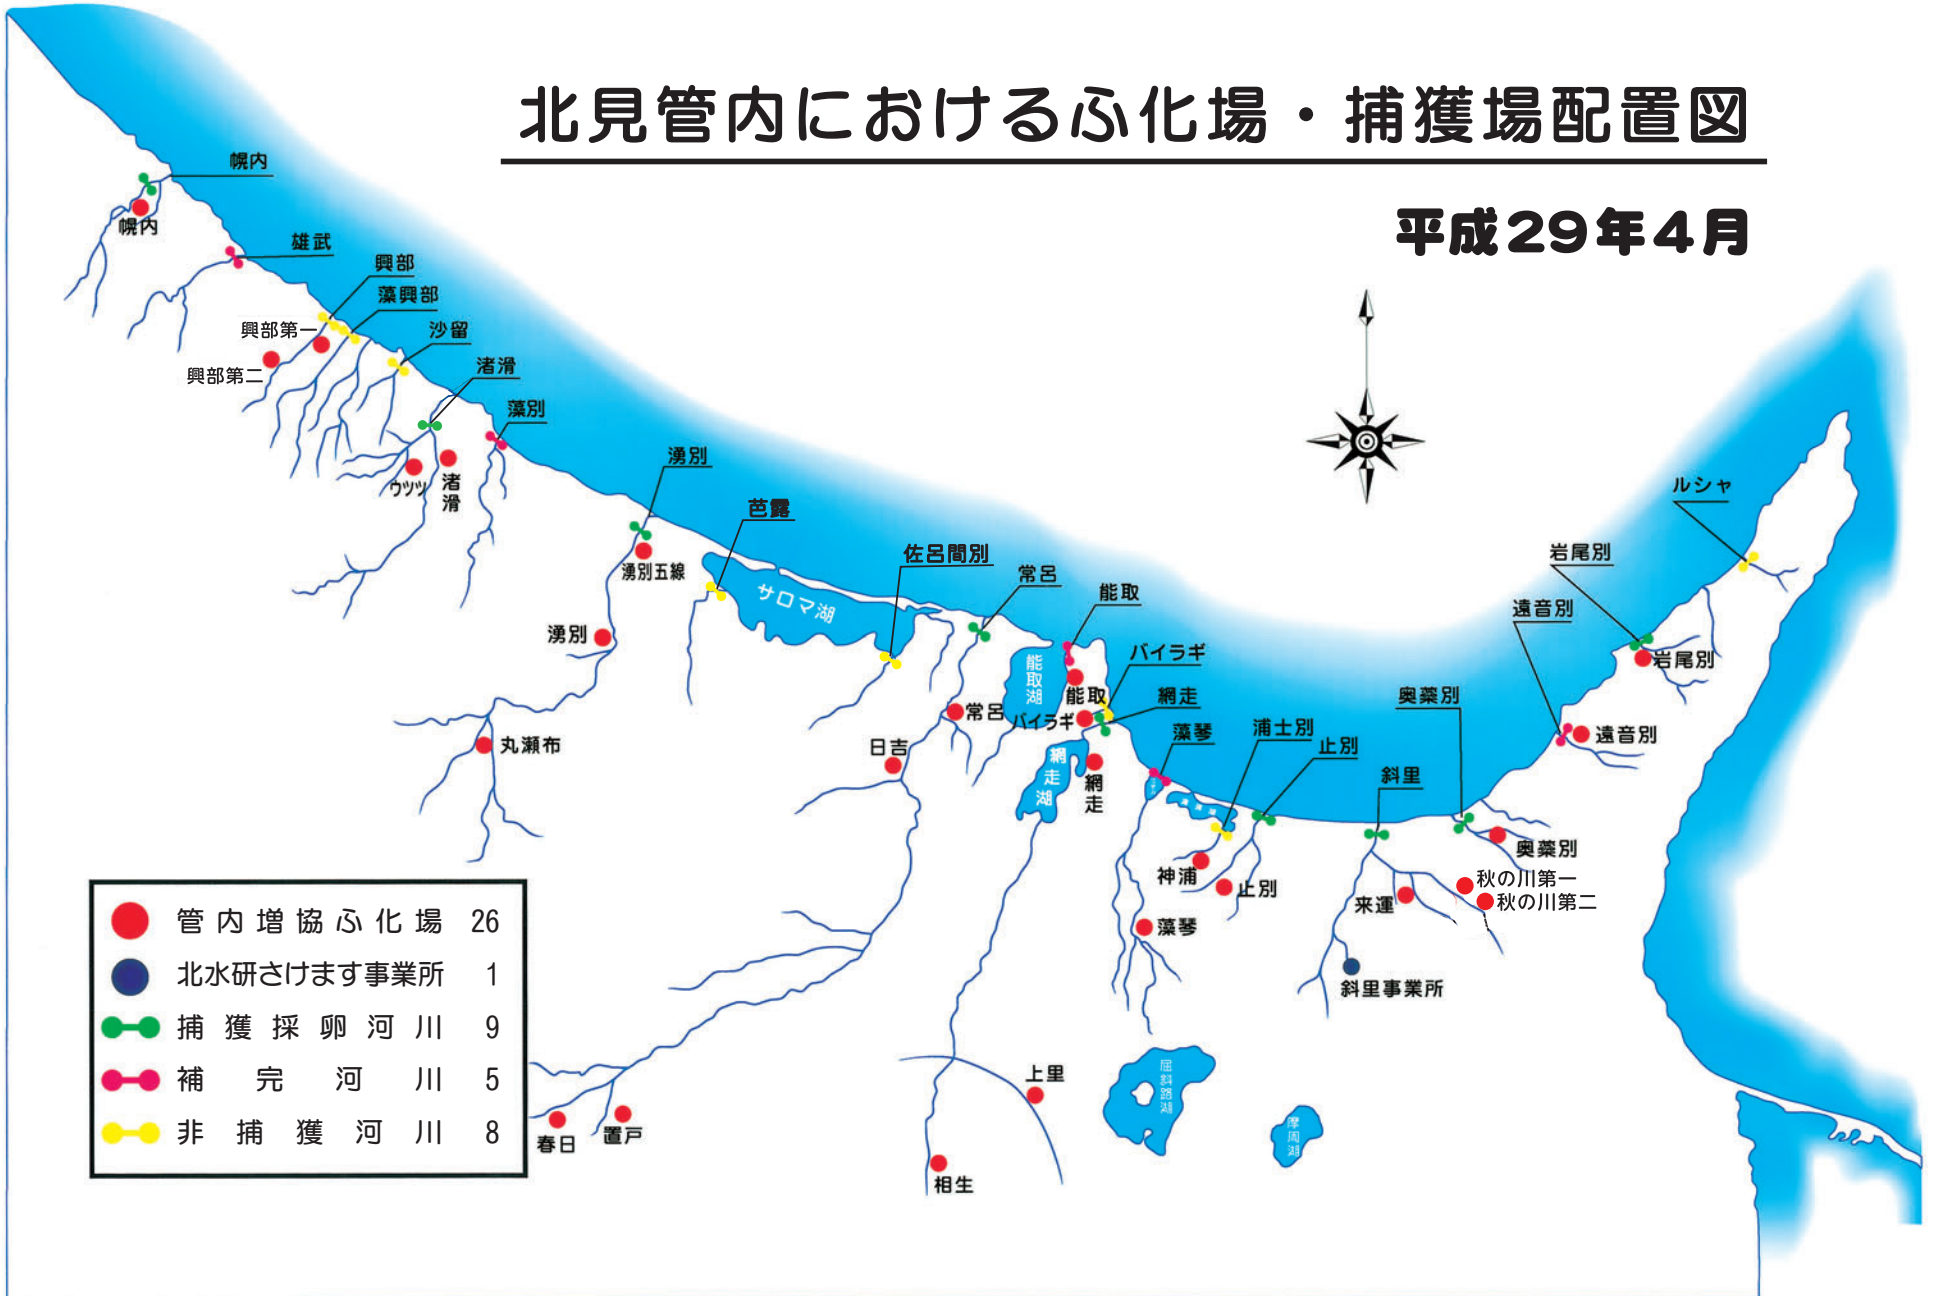 北見管内におけるふ化場・捕獲場配置図
平成29年4月
幌内
幌内
雄武
興部
藻興部
興部第一
沙留
興部第二
渚滑
藻別
ウツツ
渚滑
湧別
湧別五線
湧別
丸瀬布
芭露
サロマ湖
佐呂間別
常呂
能取
能取湖
能取
バイラギ
バイラギ
網走
常呂
日吉
網走湖
網走
藻琴
浦士別
止別
斜里
奥蘂別
ルシャ
岩尾別
遠音別
岩尾別
遠音別
奥蘂別
神浦
止別
来運
秋の川第一
秋の川第二
藻琴
斜里事業所
屈斜路湖
摩周湖
上里
相生
春日
置戸
管内増協ふ化場 26
北水研さけます事業所 1
捕獲採卵河川 9
補完河川 5
非捕獲河川 8